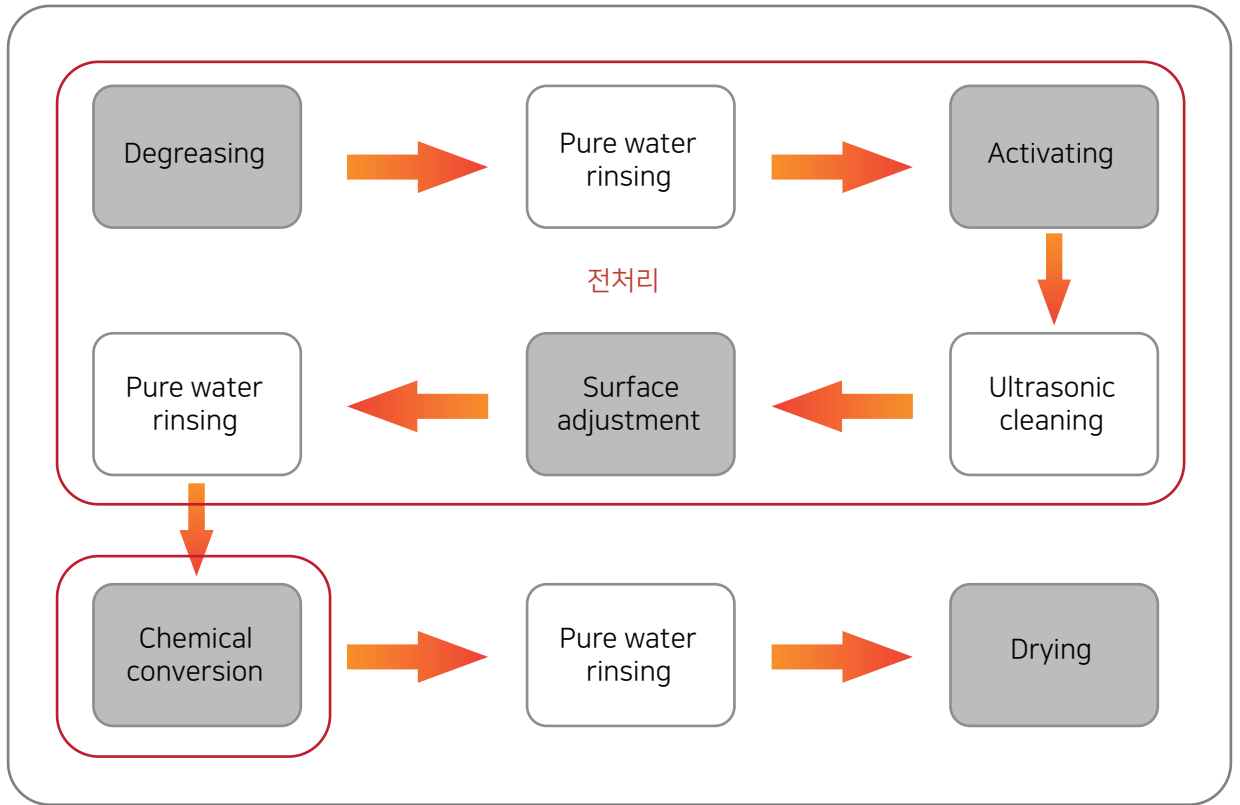 Degreasing
Pure water
rinsing
Activating
전처리
Pure water
rinsing
Surface
adjustment
Ultrasonic
cleaning
Chemical
conversion
Pure water
rinsing
Drying